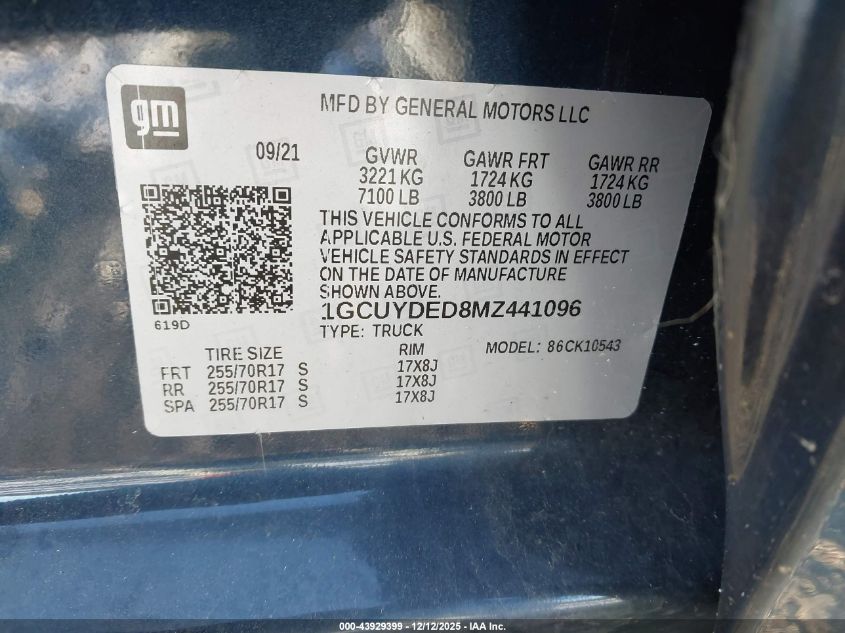 gm
MFD BY GENERAL MOTORS LLC
09/21
GVWR GAWR FRT GAWR RR
3221 KG 1724 KG 1724 KG
7100 LB 3800 LB 3800 LB
THIS VEHICLE CONFORMS TO ALL
APPLICABLE U.S. FEDERAL MOTOR
VEHICLE SAFETY STANDARDS IN EFFECT
ON THE DATE OF MANUFACTURE
SHOWN ABOVE.
619D
1GCUYDED8MZ441096
TYPE: TRUCK
MODEL: 86CK10543
TIRE SIZE RIM
FRT 255/70R17 S 17X8J
RR 255/70R17 S 17X8J
SPA 255/70R17 S 17X8J
000-43929399 - 12/12/2025 - IAA Inc.